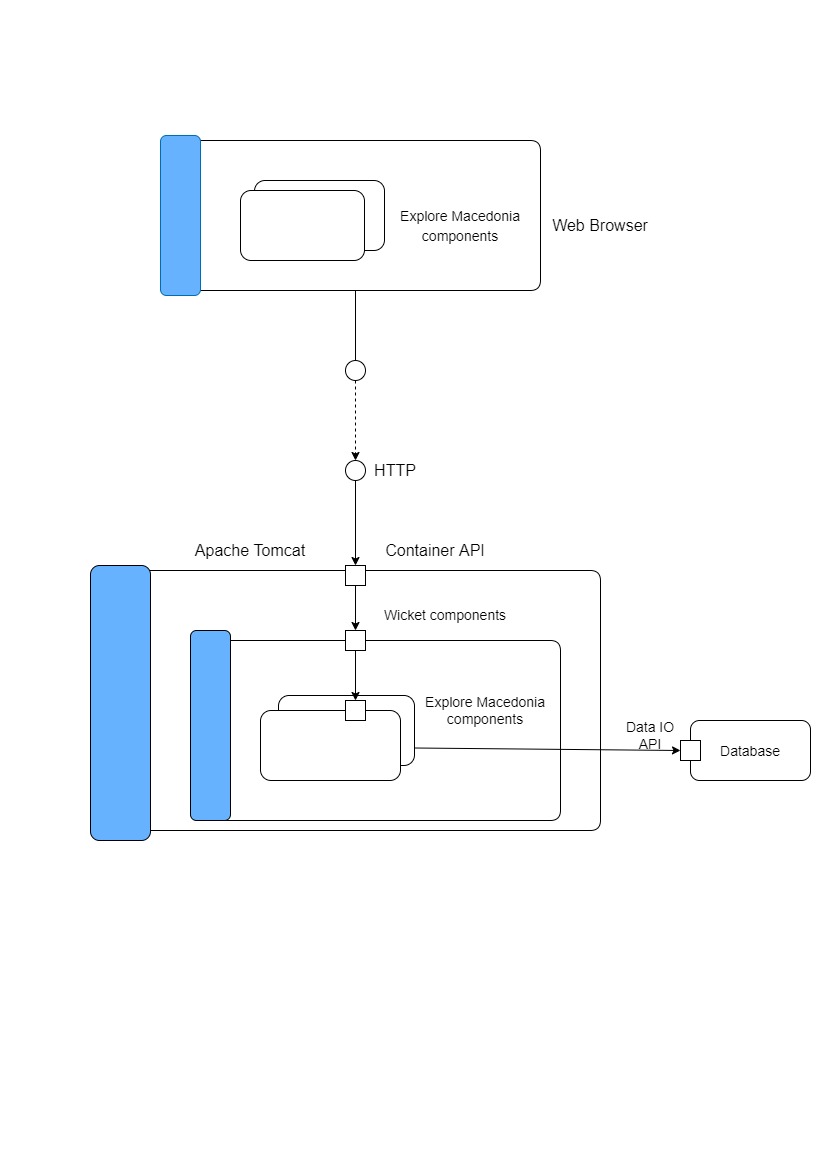 Explore Macedonia
components
Web Browser
HTTP
Apache Tomcat
Container API
Wicket components
Explore Macedonia
components
Data IO
API
Database